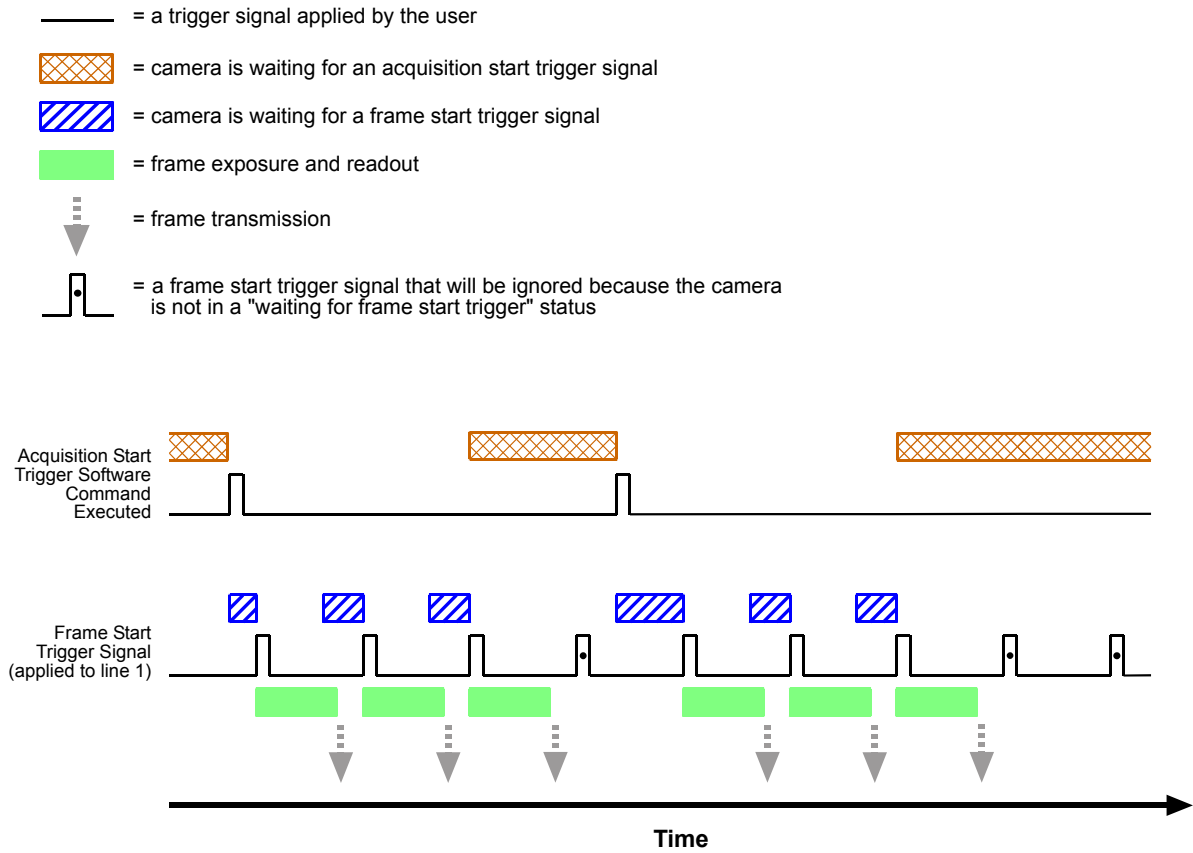 = a trigger signal applied by the user
= camera is waiting for an acquisition start trigger signal
= camera is waiting for a frame start trigger signal
= frame exposure and readout
= frame transmission
= a frame start trigger signal that will be ignored because the camera
is not in a "waiting for frame start trigger" status
Acquisition Start
Trigger Software
Command
Executed
Frame Start
Trigger Signal
(applied to line 1)
Time